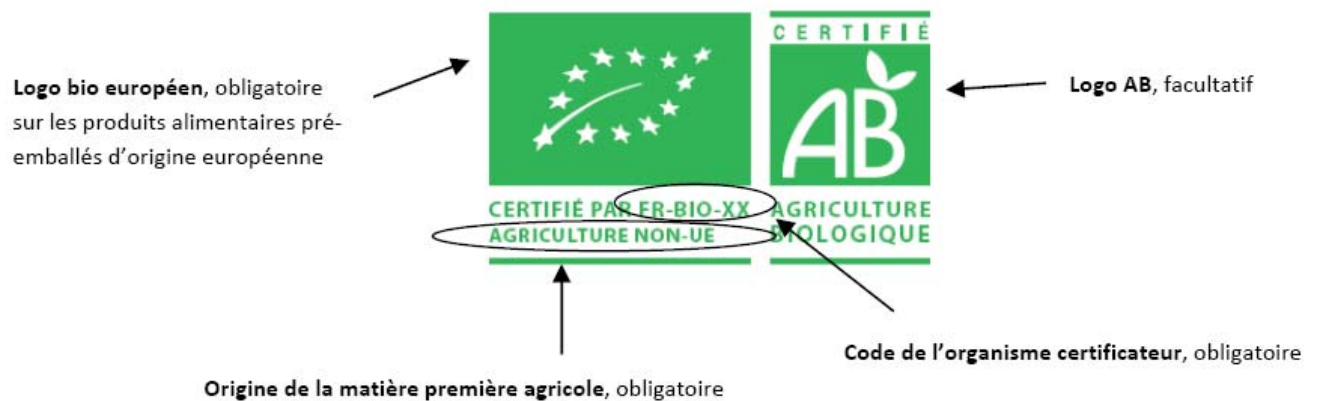 Logo bio européen, obligatoire
sur les produits alimentaires pré-
emballés d’origine européenne
CERTIFIÉ
AB
Logo AB, facultatif
CERTIFIÉ PAR FR-BIO-XX
AGRICULTURE NON-UE
AGRICULTURE
BIOLOGIQUE
Code de l’organisme certificateur, obligatoire
Origine de la matière première agricole, obligatoire